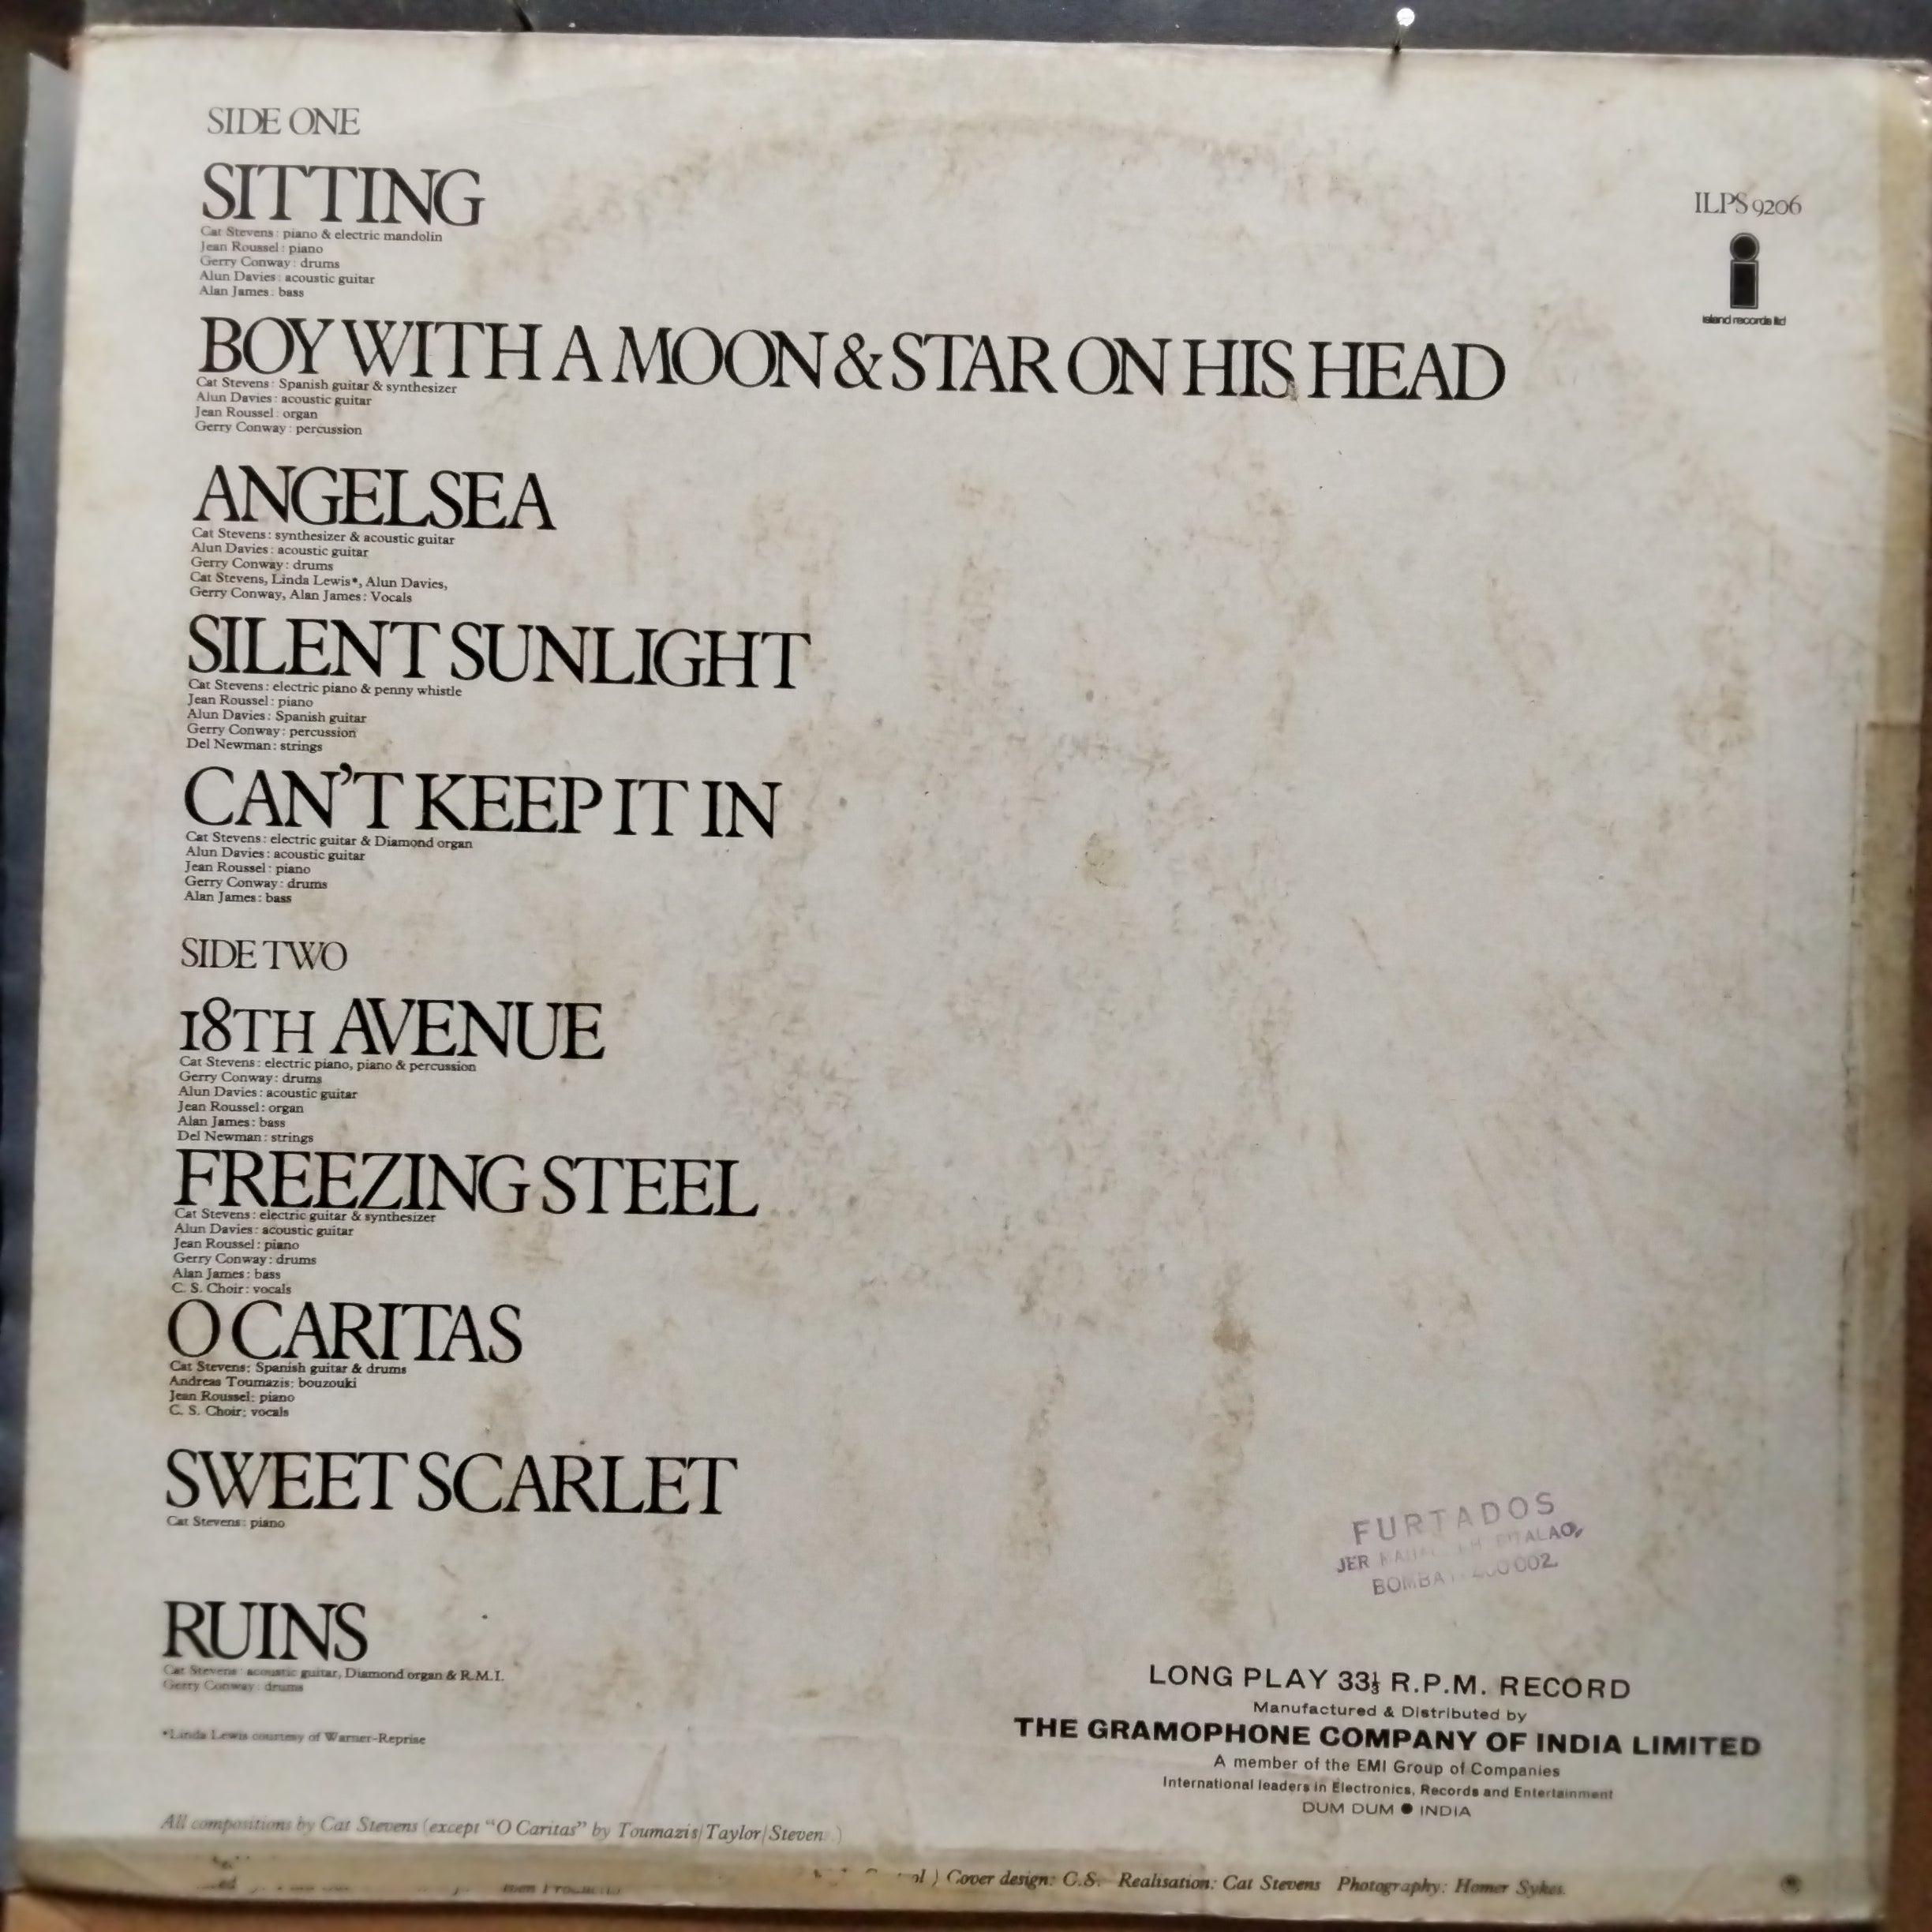 SIDE ONE
SITTING
Cat Stevens: piano & electric mandolin
Jean Roussel: piano
Gerry Conway: drums
Alun Davies: acoustic guitar
Alan James: bass
BOY WITH A MOON & STAR ON HIS HEAD
Cat Stevens: Spanish guitar & synthesizer
Alun Davies: acoustic guitar
Jean Roussel: organ
Gerry Conway: percussion
ANGELSEA
Cat Stevens: synthesizer & acoustic guitar
Alun Davies: acoustic guitar
Gerry Conway: drums
Cat Stevens, Linda Lewis*, Alun Davies,
Gerry Conway, Alan James: Vocals
SILENT SUNLIGHT
Cat Stevens: electric piano & penny whistle
Jean Roussel: piano
Alun Davies: Spanish guitar
Gerry Conway: percussion
Del Newman: strings
CAN'T KEEP IT IN
Cat Stevens: electric guitar & Diamond organ
Alun Davies: acoustic guitar
Jean Roussel: piano
Gerry Conway: drums
Alan James: bass
SIDE TWO
18TH AVENUE
Cat Stevens: electric piano, piano & percussion
Gerry Conway: drums
Alun Davies: acoustic guitar
Jean Roussel: organ
Alan James: bass
Del Newman: strings
FREEZING STEEL
Cat Stevens: electric guitar & synthesizer
Alun Davies: acoustic guitar
Jean Roussel: piano
Gerry Conway: drums
Alan James: bass
C. S. Choir: vocals
O CARITAS
Cat Stevens: Spanish guitar & drums
Andreas Toumazis: bouzouki
Jean Roussel: piano
C. S. Choir: vocals
SWEET SCARLET
Cat Stevens: piano
RUINS
Cat Stevens: acoustic guitar, Diamond organ & R.M.I.
Gerry Conway: drums
*Linda Lewis courtesy of Warner-Reprise
All compositions by Cat Stevens (except "O Caritas" by Toumazis/Taylor/Steven )
Cover design: C.S. Realisation: Cat Stevens Photography: Homer Sykes
ILPS 9206
island records ltd
FURTADOS
JER
BOMBAY
LONG PLAY 33⅓ R.P.M. RECORD
Manufactured & Distributed by
THE GRAMOPHONE COMPANY OF INDIA LIMITED
A member of the EMI Group of Companies
International leaders in Electronics, Records and Entertainment
DUM DUM ● INDIA